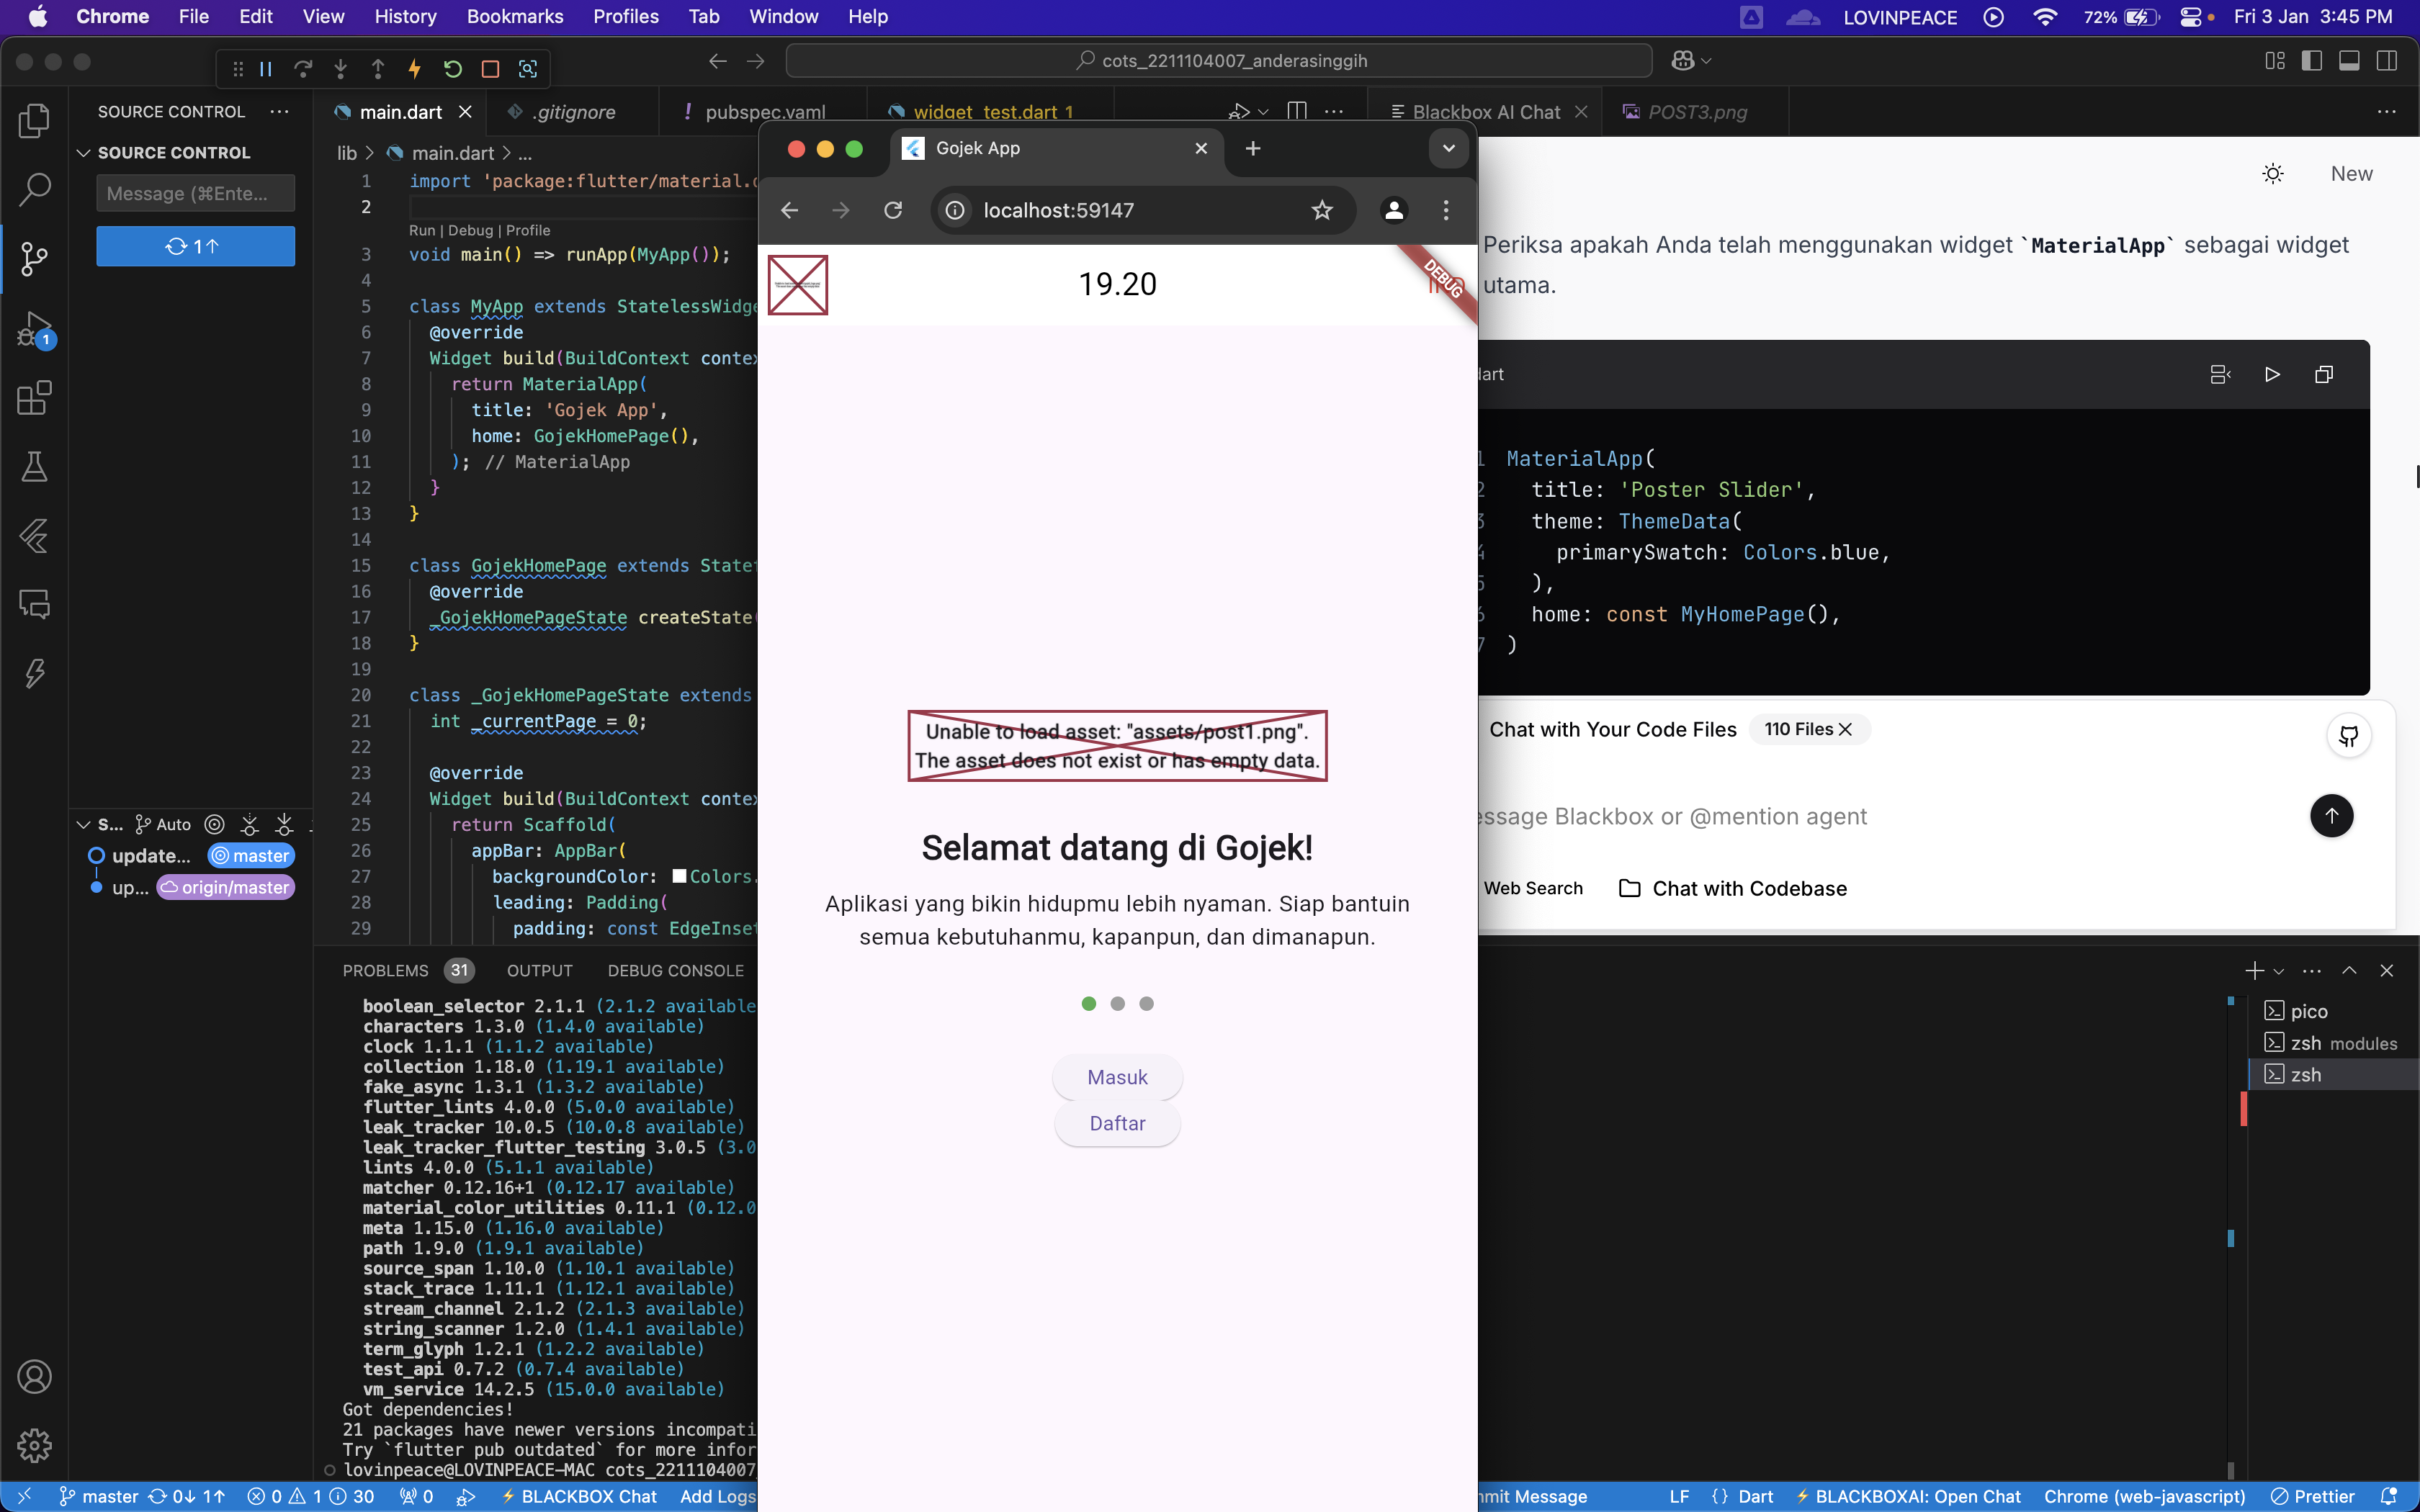 Chrome File Edit View History Bookmarks Profiles Tab Window Help LOVINPEACE 72% Fri 3 Jan 3:45 PM
cots_2211104007_anderasinggih
SOURCE CONTROL
main.dart
.gitignore
! pubspec.yaml
widget_test.dart 1
Blackbox AI Chat
POST3.png
SOURCE CONTROL
Message (⌘Ente...
1↑
S... Auto
update... master
up... origin/master
1
lib > main.dart > ...
1 import 'package:flutter/material.
2
Run | Debug | Profile
3 void main() => runApp(MyApp());
4
5 class MyApp extends StatelessWidge
6 @override
7 Widget build(BuildContext contex
8 return MaterialApp(
9 title: 'Gojek App',
10 home: GojekHomePage(),
11 ); // MaterialApp
12 }
13 }
14
15 class GojekHomePage extends State
16 @override
17 _GojekHomePageState createState
18 }
19
20 class _GojekHomePageState extends
21 int _currentPage = 0;
22
23 @override
24 Widget build(BuildContext contex
25 return Scaffold(
26 appBar: AppBar(
27 backgroundColor: Colors.
28 leading: Padding(
29 padding: const EdgeInset
Gojek App
localhost:59147
19.20
DEBUG
Unable to load asset: "assets/post1.png".
The asset does not exist or has empty data.
Selamat datang di Gojek!
Aplikasi yang bikin hidupmu lebih nyaman. Siap bantuin
semua kebutuhanmu, kapanpun, dan dimanapun.
Masuk
Daftar
New
Periksa apakah Anda telah menggunakan widget `MaterialApp` sebagai widget
utama.
dart
1 MaterialApp(
2 title: 'Poster Slider',
3 theme: ThemeData(
4 primarySwatch: Colors.blue,
5 ),
6 home: const MyHomePage(),
7 )
Chat with Your Code Files 110 Files
essage Blackbox or @mention agent
Web Search Chat with Codebase
PROBLEMS 31 OUTPUT DEBUG CONSOLE
boolean_selector 2.1.1 (2.1.2 available
characters 1.3.0 (1.4.0 available)
clock 1.1.1 (1.1.2 available)
collection 1.18.0 (1.19.1 available)
fake_async 1.3.1 (1.3.2 available)
flutter_lints 4.0.0 (5.0.0 available)
leak_tracker 10.0.5 (10.0.8 available)
leak_tracker_flutter_testing 3.0.5 (3.0
lints 4.0.0 (5.1.1 available)
matcher 0.12.16+1 (0.12.17 available)
material_color_utilities 0.11.1 (0.12.0
meta 1.15.0 (1.16.0 available)
path 1.9.0 (1.9.1 available)
source_span 1.10.0 (1.10.1 available)
stack_trace 1.11.1 (1.12.1 available)
stream_channel 2.1.2 (2.1.3 available)
string_scanner 1.2.0 (1.4.1 available)
term_glyph 1.2.1 (1.2.2 available)
test_api 0.7.2 (0.7.4 available)
vm_service 14.2.5 (15.0.0 available)
Got dependencies!
21 packages have newer versions incompati
Try `flutter pub outdated` for more infor
lovinpeace@LOVINPEACE-MAC cots_2211104007
pico
zsh modules
zsh
master 0↓ 1↑ 0 1 30 0 BLACKBOX Chat Add Logs mit Message LF {} Dart BLACKBOXAI: Open Chat Chrome (web-javascript) Prettier